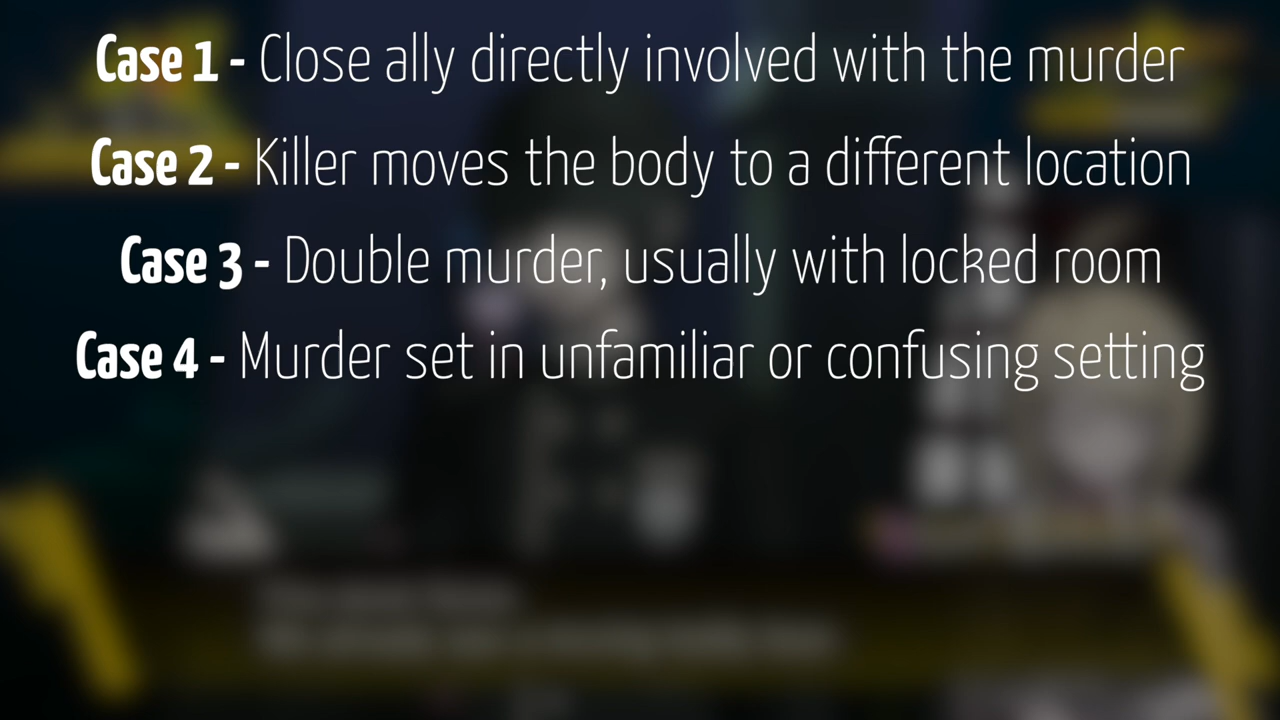 Case 1 - Close ally directly involved with the murder
Case 2 - Killer moves the body to a different location
Case 3 - Double murder, usually with locked room
Case 4 - Murder set in unfamiliar or confusing setting